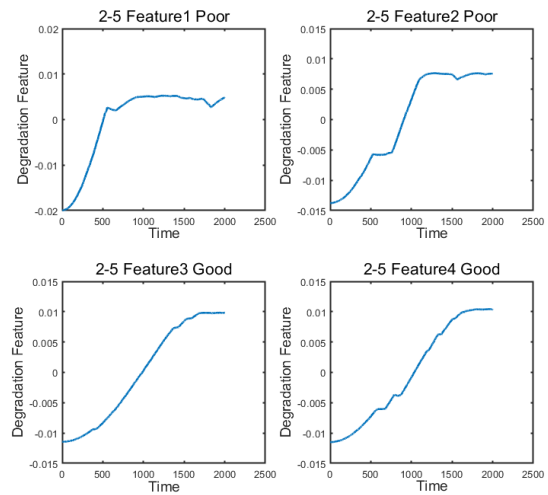 2-5 Feature1 Poor
0.02
0.01
0
-0.01
-0.02
Degradation Feature
0 500 1000 1500 2000 2500
Time
2-5 Feature2 Poor
0.015
0.01
0.005
0
-0.005
-0.01
-0.015
Degradation Feature
0 500 1000 1500 2000 2500
Time
2-5 Feature3 Good
0.015
0.01
0.005
0
-0.005
-0.01
-0.015
Degradation Feature
0 500 1000 1500 2000 2500
Time
2-5 Feature4 Good
0.015
0.01
0.005
0
-0.005
-0.01
-0.015
Degradation Feature
0 500 1000 1500 2000 2500
Time